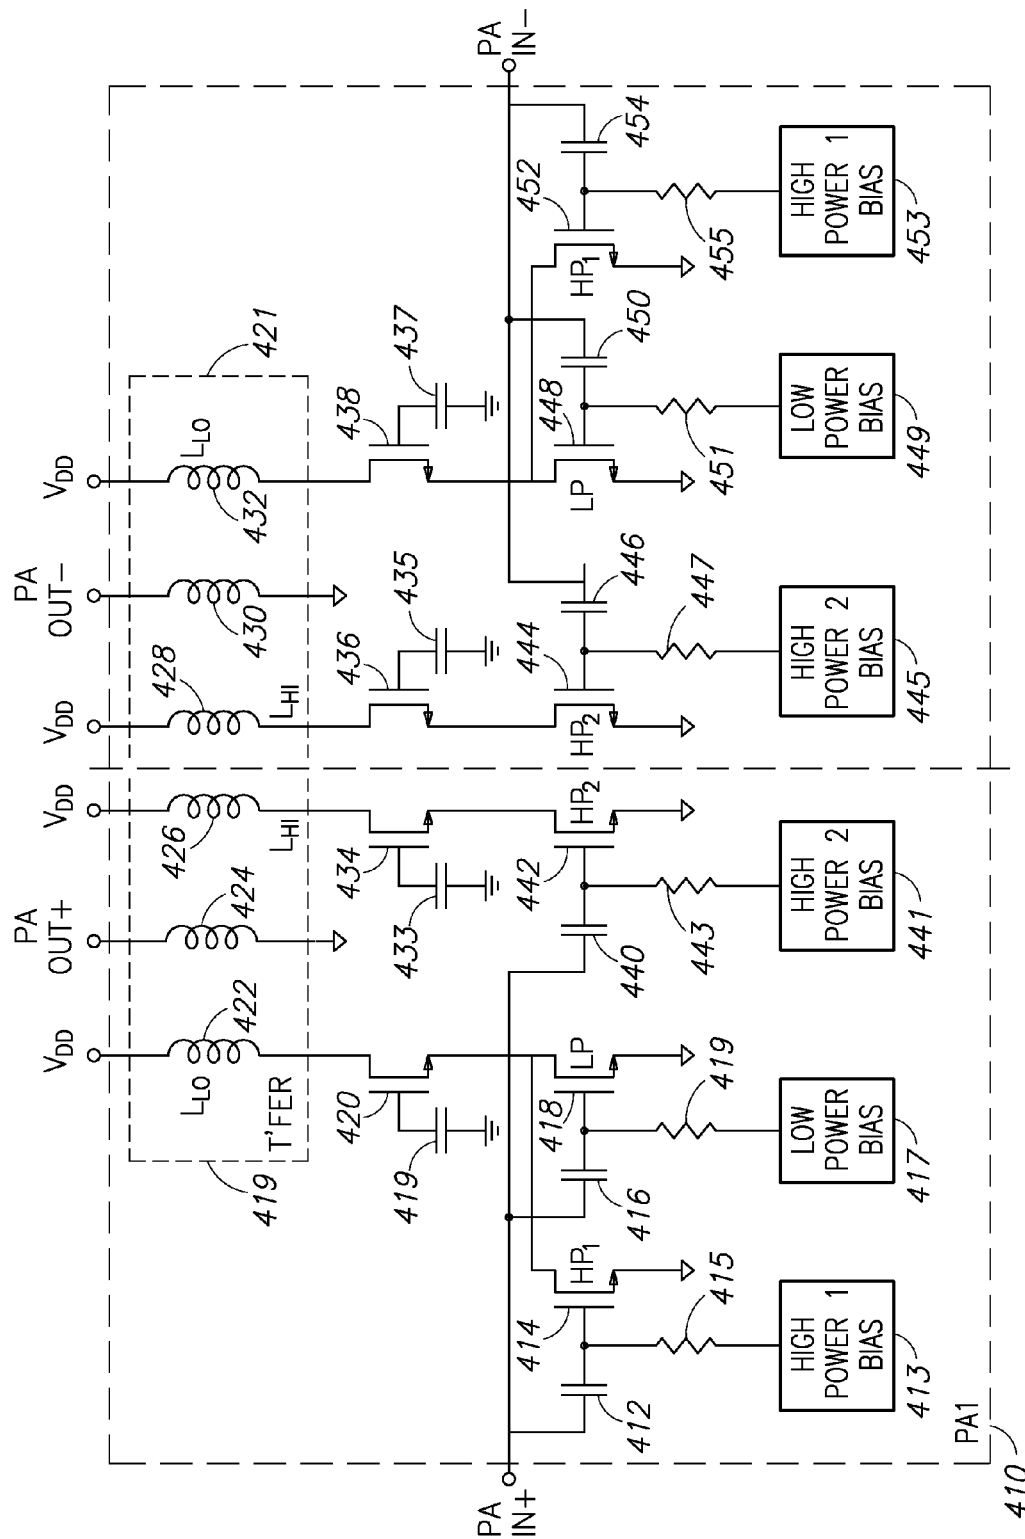 PA
IN+
V_DD
PA
OUT+
V_DD
V_DD
PA
OUT−
V_DD
PA
IN−
L_LO
422
424
426
L_HI
428
L_HI
430
432
L_LO
T'FER
419
421
420
419
433
434
436
435
438
437
HP_1
LP
HP_2
HP_2
LP
HP_1
412
414
416
418
440
442
444
446
448
450
452
454
415
419
443
447
451
455
HIGH
POWER 1
BIAS
413
LOW
POWER
BIAS
417
HIGH
POWER 2
BIAS
441
HIGH
POWER 2
BIAS
445
LOW
POWER
BIAS
449
HIGH
POWER 1
BIAS
453
PA1
410